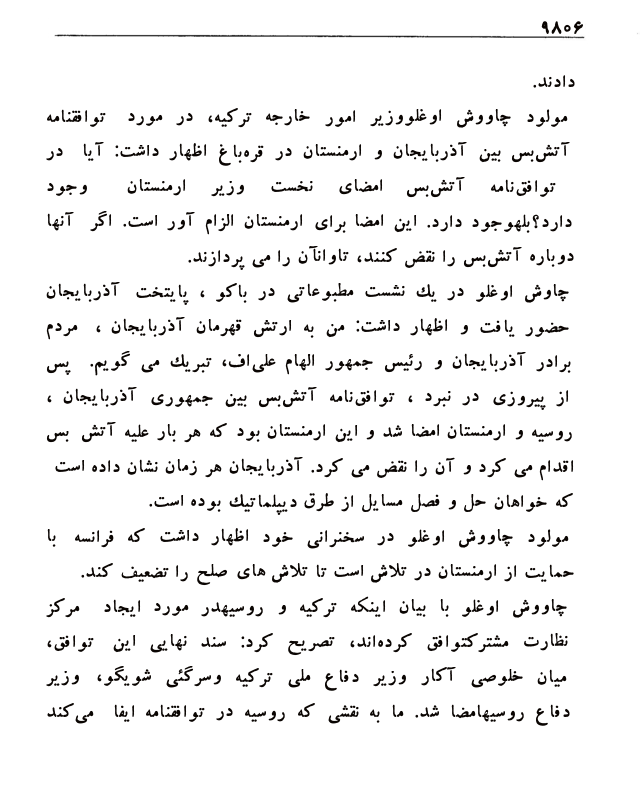 ۹۸۰۶
دادند.
مولود چاووش اوغلووزیر امور خارجه ترکیه، در مورد توافقنامه
آتش‌بس بین آذربایجان و ارمنستان در قره‌باغ اظهار داشت: آیا در
توافق‌نامه آتش‌بس امضای نخست وزیر ارمنستان وجود
دارد؟بلهوجود دارد. این امضا برای ارمنستان الزام آور است. اگر آنها
دوباره آتش‌بس را نقض کنند، تاوانآن را می پردازند.
چاوش اوغلو در یك نشست مطبوعاتی در باکو ، پایتخت آذربایجان
حضور یافت و اظهار داشت: من به ارتش قهرمان آذربایجان ، مردم
برادر آذربایجان و رئیس جمهور الهام علی‌اف، تبریك می گویم. پس
از پیروزی در نبرد ، توافق‌نامه آتش‌بس بین جمهوری آذربایجان ،
روسیه و ارمنستان امضا شد و این ارمنستان بود که هر بار علیه آتش بس
اقدام می کرد و آن را نقض می کرد. آذربایجان هر زمان نشان داده است
که خواهان حل و فصل مسایل از طرق دیپلماتیك بوده است.
مولود چاووش اوغلو در سخنرانی خود اظهار داشت که فرانسه با
حمایت از ارمنستان در تلاش است تا تلاش های صلح را تضعیف کند.
چاووش اوغلو با بیان اینکه ترکیه و روسیهدر مورد ایجاد مرکز
نظارت مشترکتوافق کرده‌اند، تصریح کرد: سند نهایی این توافق،
میان خلوصی آکار وزیر دفاع ملی ترکیه وسرگئی شویگو، وزیر
دفاع روسیهامضا شد. ما به نقشی که روسیه در توافقنامه ایفا می‌کند